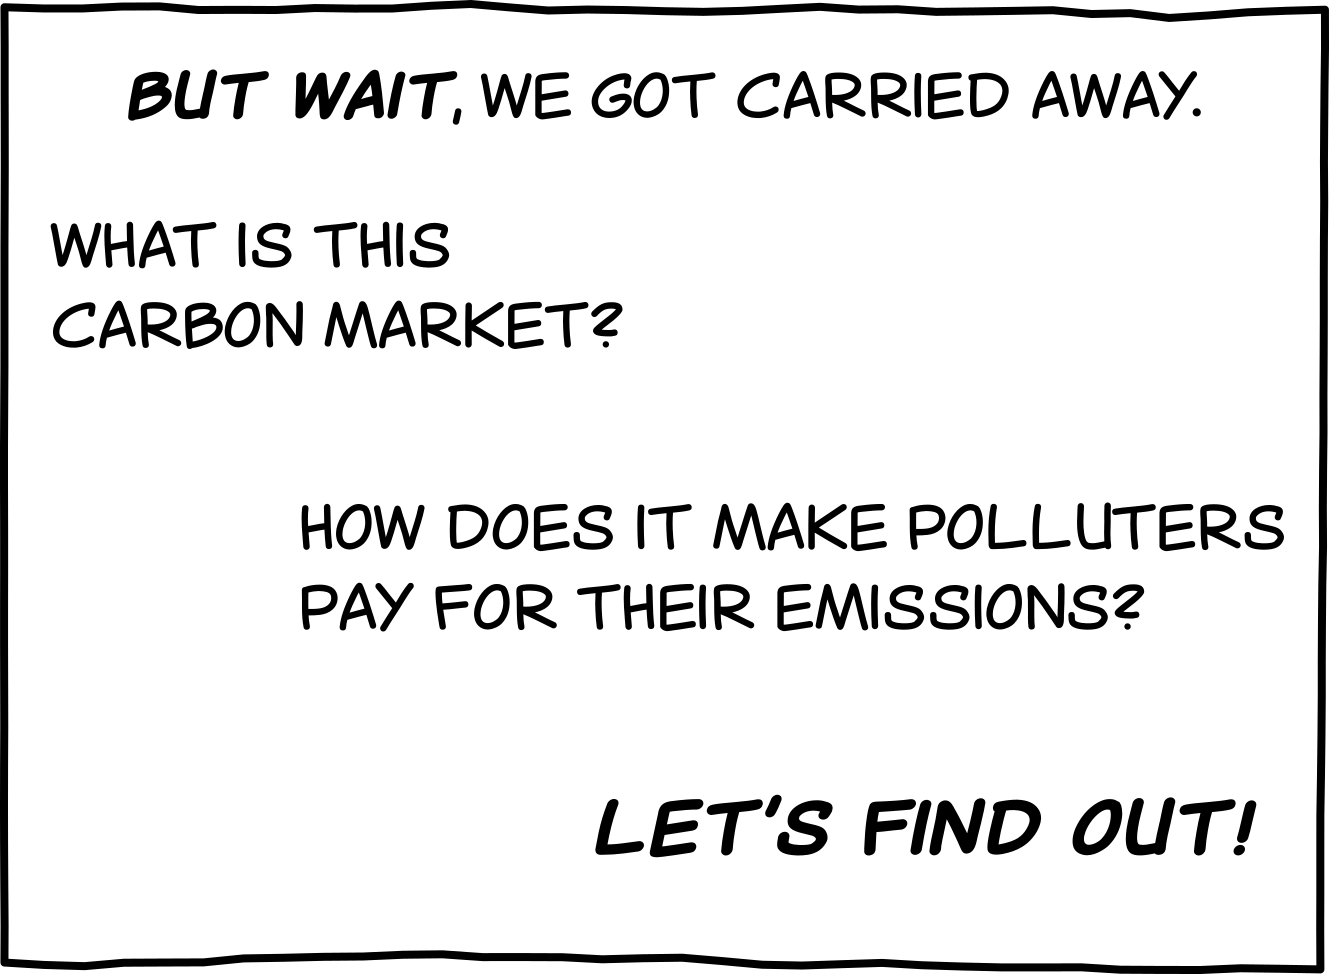 BUT WAIT, WE GOT CARRIED AWAY.
WHAT IS THIS
CARBON MARKET?
HOW DOES IT MAKE POLLUTERS
PAY FOR THEIR EMISSIONS?
LET'S FIND OUT!